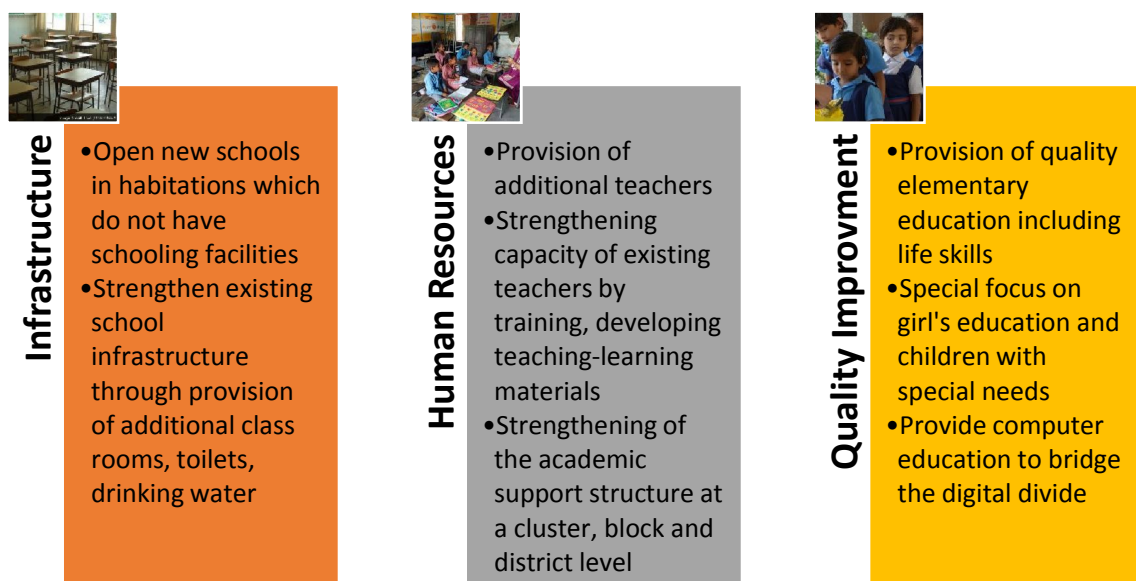 Infrastructure
•Open new schools
in habitations which
do not have
schooling facilities
•Strengthen existing
school
infrastructure
through provision
of additional class
rooms, toilets,
drinking water
Human Resources
•Provision of
additional teachers
•Strengthening
capacity of existing
teachers by
training, developing
teaching-learning
materials
•Strengthening of
the academic
support structure at
a cluster, block and
district level
Quality Improvment
•Provision of quality
elementary
education including
life skills
•Special focus on
girl's education and
children with
special needs
•Provide computer
education to bridge
the digital divide